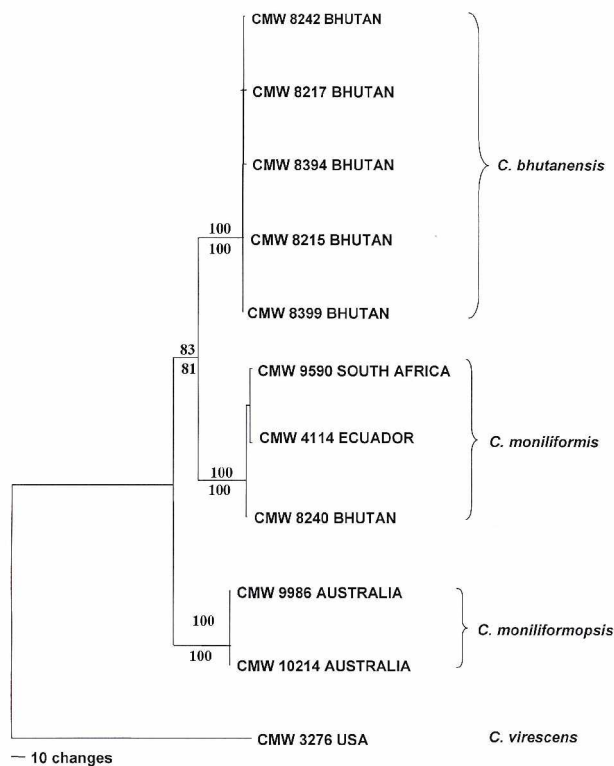 CMW 8242 BHUTAN
CMW 8217 BHUTAN
CMW 8394 BHUTAN
C. bhutanensis
100
100
CMW 8215 BHUTAN
CMW 8399 BHUTAN
83
81
CMW 9590 SOUTH AFRICA
CMW 4114 ECUADOR
C. moniliformis
100
100
CMW 8240 BHUTAN
CMW 9986 AUSTRALIA
100
C. moniliformopsis
100
CMW 10214 AUSTRALIA
CMW 3276 USA
C. virescens
10 changes